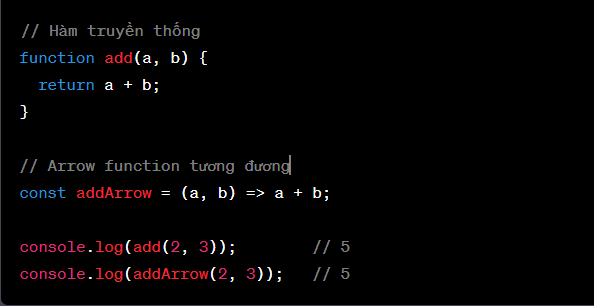 // Hàm truyền thống
function add(a, b) {
  return a + b;
}
// Arrow function tương đương
const addArrow = (a, b) => a + b;
console.log(add(2, 3));        // 5
console.log(addArrow(2, 3));   // 5